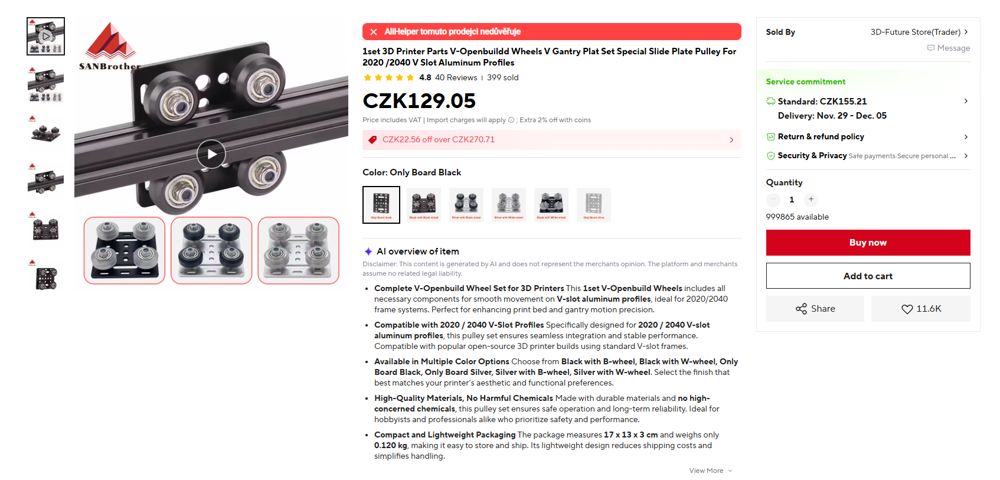 SANBrother
AliHelper tomuto prodejci nedůvěřuje
1set 3D Printer Parts V-Openbuildd Wheels V Gantry Plat Set Special Slide Plate Pulley For
2020 /2040 V Slot Aluminum Profiles
4.8 40 Reviews | 399 sold
CZK129.05
Price includes VAT | Import charges will apply | Extra 2% off with coins
CZK22.56 off over CZK270.71
Color: Only Board Black
AI overview of item
Disclaimer: This content is generated by AI and does not represent the merchants opinion. The platform and merchants
assume no related legal liability.
• Complete V-Openbuild Wheel Set for 3D Printers This 1set V-Openbuild Wheels includes all
necessary components for smooth movement on V-slot aluminum profiles, ideal for 2020/2040
frame systems. Perfect for enhancing print bed and gantry motion precision.
• Compatible with 2020 / 2040 V-Slot Profiles Specifically designed for 2020 / 2040 V-slot
aluminum profiles, this pulley set ensures seamless integration and stable performance.
Compatible with popular open-source 3D printer builds using standard V-slot frames.
• Available in Multiple Color Options Choose from Black with B-wheel, Black with W-wheel, Only
Board Black, Only Board Silver, Silver with B-wheel, Silver with W-wheel. Select the finish that
best matches your printer's aesthetic and functional preferences.
• High-Quality Materials, No Harmful Chemicals Made with durable materials and no high-
concerned chemicals, this pulley set ensures safe operation and long-term reliability. Ideal for
hobbyists and professionals alike who prioritize safety and performance.
• Compact and Lightweight Packaging The package measures 17 x 13 x 3 cm and weighs only
0.120 kg, making it easy to store and ship. Its lightweight design reduces shipping costs and
simplifies handling.
View More
Sold By 3D-Future Store(Trader)
Message
Service commitment
Standard: CZK155.21
Delivery: Nov. 29 - Dec. 05
Return & refund policy
Security & Privacy Safe payments·Secure personal ...
Quantity
1
999865 available
Buy now
Add to cart
Share 11.6K